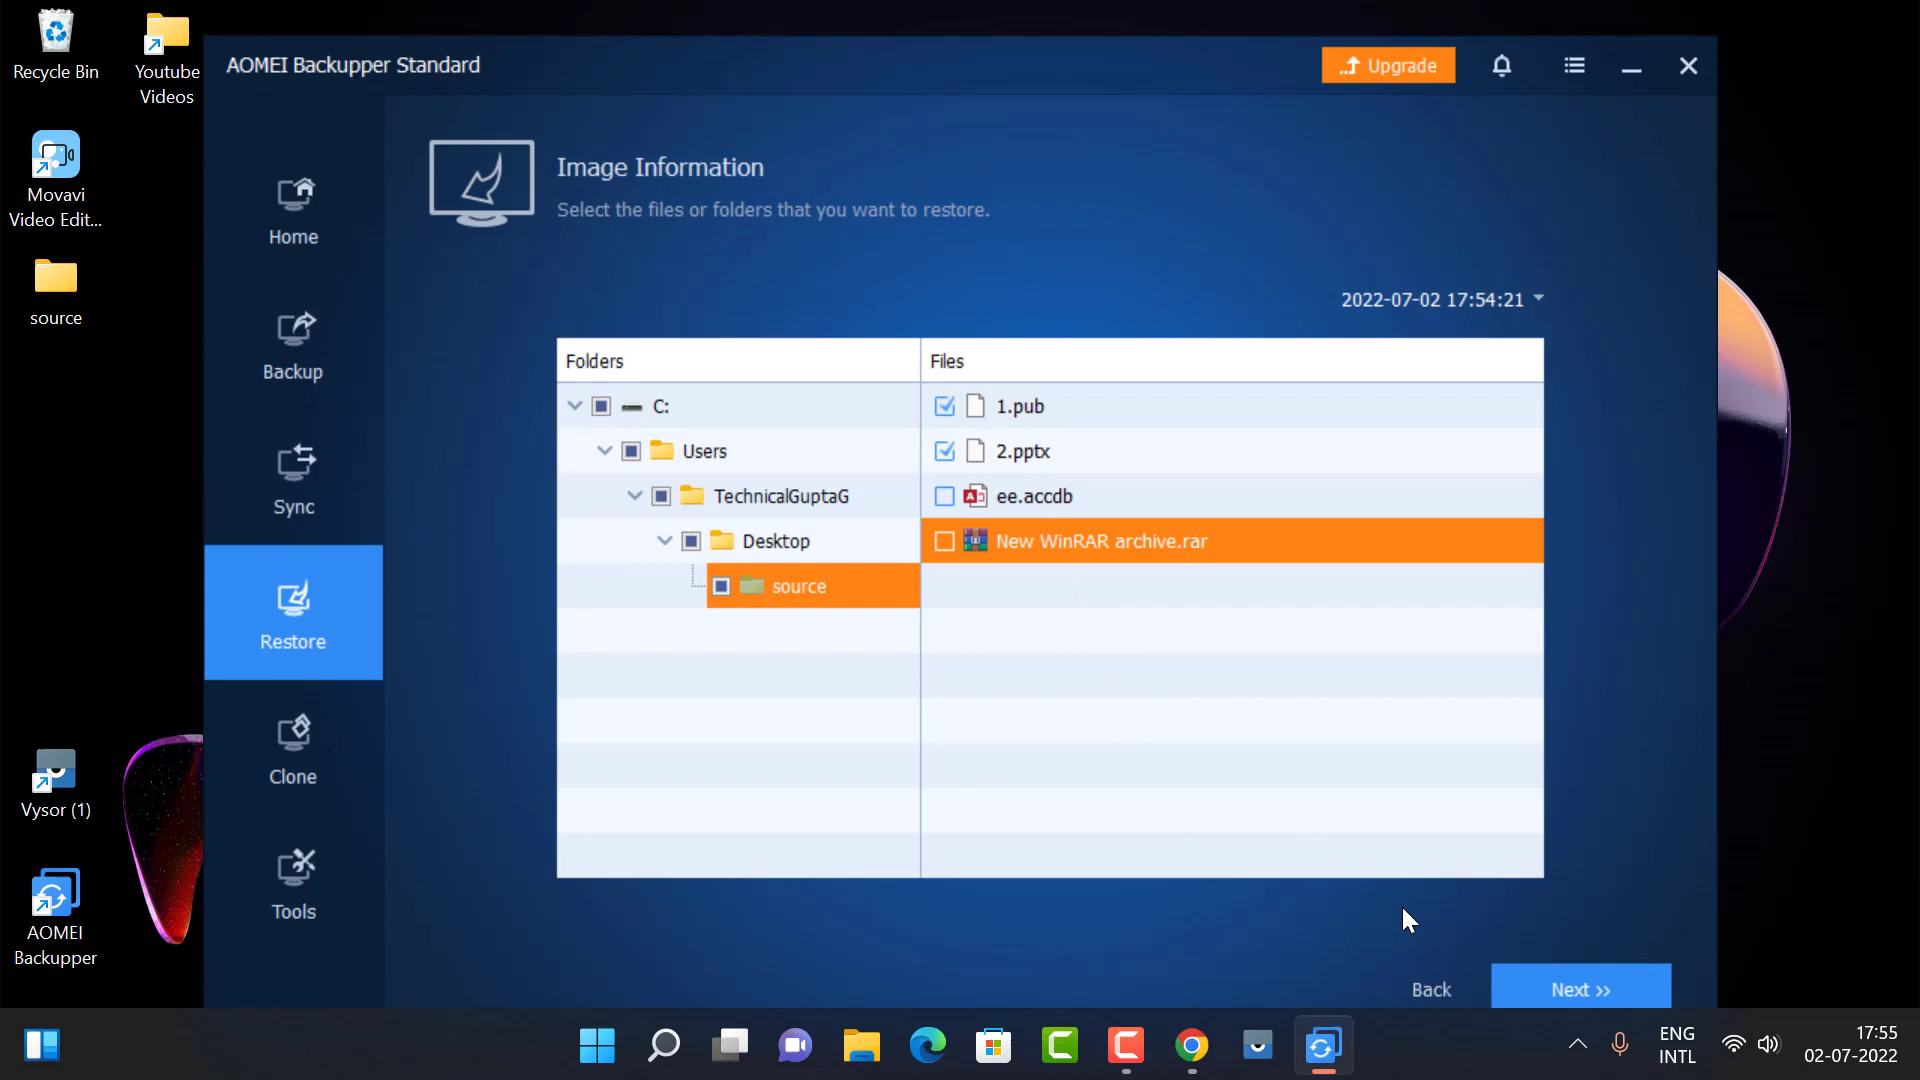 Recycle Bin
Youtube
Videos
Movavi
Video Edit...
source
Vysor (1)
AOMEI
Backupper
AOMEI Backupper Standard
Upgrade
Home
Backup
Sync
Restore
Clone
Tools
Image Information
Select the files or folders that you want to restore.
2022-07-02 17:54:21
Folders
Files
C:
Users
TechnicalGuptaG
Desktop
source
1.pub
2.pptx
ee.accdb
New WinRAR archive.rar
Back
Next >>
ENG
INTL
17:55
02-07-2022